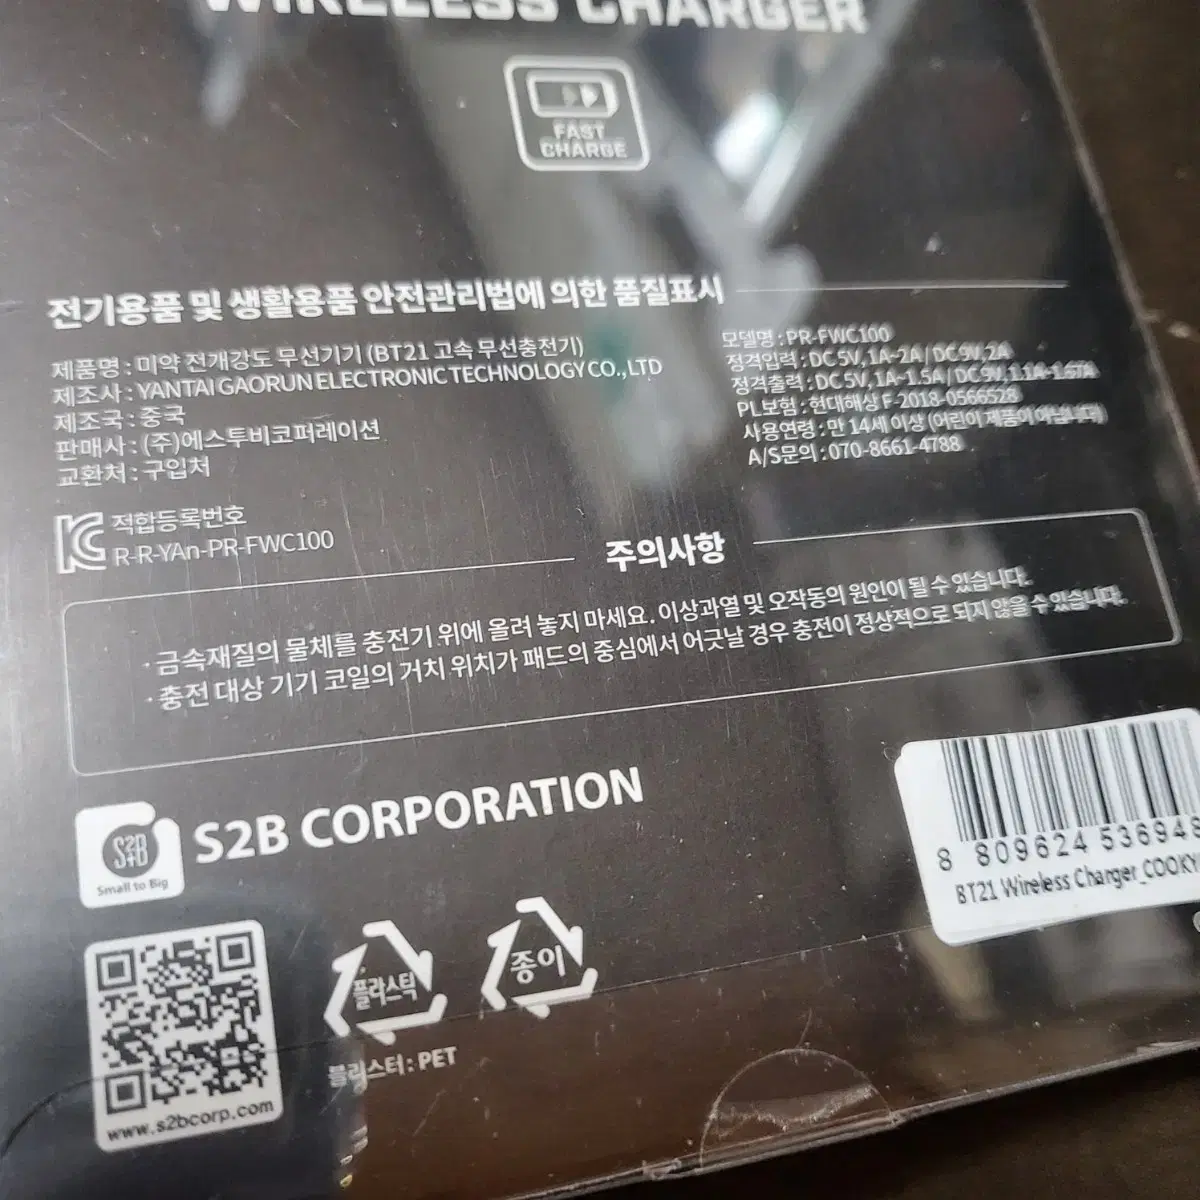 WIRELESS CHARGER
FAST
CHARGE
전기용품 및 생활용품 안전관리법에 의한 품질표시
제품명 : 미약 전개강도 무선기기 (BT21 고속 무선충전기)
제조사 : YANTAI GAORUN ELECTRONIC TECHNOLOGY CO., LTD
제조국 : 중국
판매사 : (주)에스투비코퍼레이션
교환처 : 구입처
모델명 : PR-FWC100
정격입력 : DC 5V, 1A-2A / DC 9V, 2A
정격출력 : DC 5V, 1A-1.5A / DC 9V, 1.1A-1.67A
PL보험 : 현대해상 F-2018-0566528
사용연령 : 만 14세 이상 (어린이 제품이 아닙니다)
A/S문의 : 070-8661-4788
적합등록번호
R-R-YAn-PR-FWC100
주의사항
· 금속재질의 물체를 충전기 위에 올려 놓지 마세요. 이상과열 및 오작동의 원인이 될 수 있습니다.
· 충전 대상 기기 코일의 거치 위치가 패드의 중심에서 어긋날 경우 충전이 정상적으로 되지 않을 수 있습니다.
S2B
Small to Big
S2B CORPORATION
8 809624 536948
BT21 Wireless Charger_COOKY
플라스틱
종이
블리스터 : PET
www.s2bcorp.com